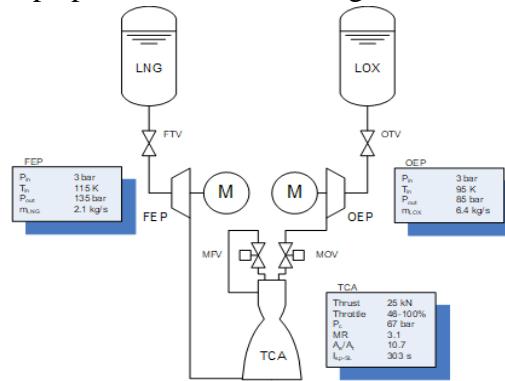 LNG
LOX
FTV
OTV
FEP
Pin 3 bar
Tin 115 K
Pout 135 bar
mLNG 2.1 kg/s
OEP
Pin 3 bar
Tin 95 K
Pout 85 bar
mLOX 6.4 kg/s
M
M
FEP
OEP
MFV
MOV
TCA
Thrust 25 kN
Throttle 46-100%
Pc 67 bar
MR 3.1
Ae/At 10.7
Isp-SL 303 s
TCA